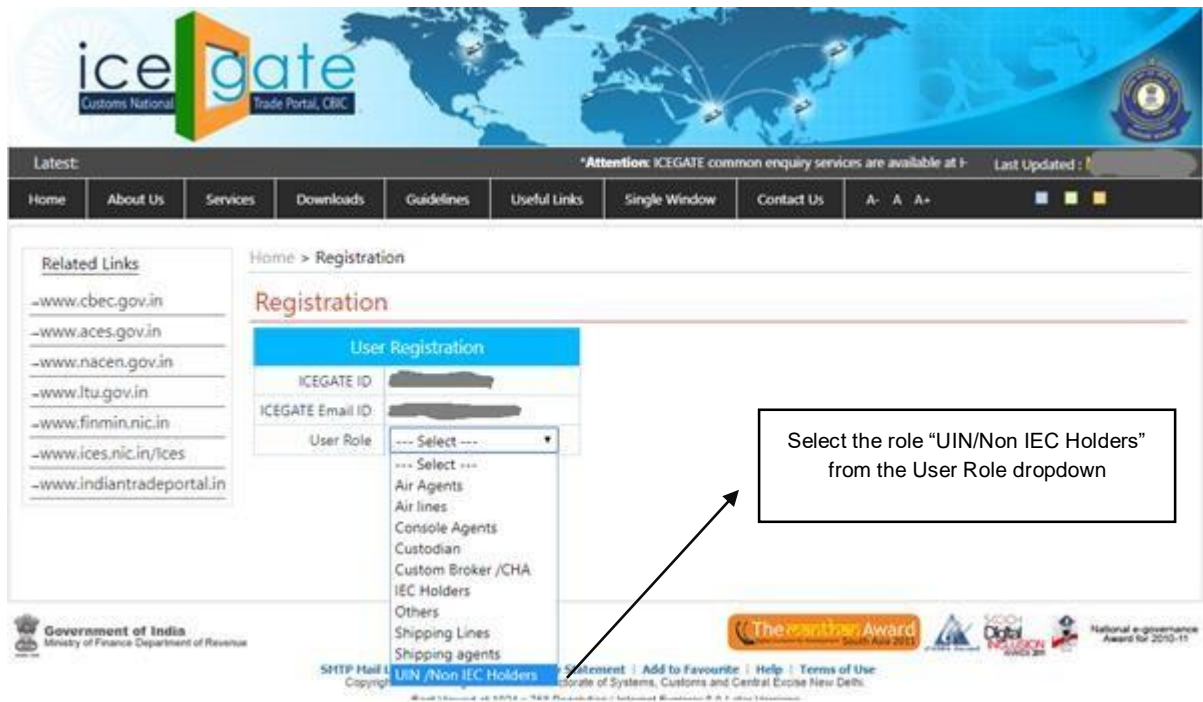 ice gate
Customs National Trade Portal, CBIC
Latest: *Attention: ICEGATE common enquiry services are available at Last Updated :
Home About Us Services Downloads Guidelines Useful Links Single Window Contact Us A- A A+
Related Links
www.cbec.gov.in
www.aces.gov.in
www.nacen.gov.in
www.ltu.gov.in
www.finmin.nic.in
www.ices.nic.in/Ices
www.indiantradeportal.in
Home > Registration
Registration
User Registration
ICEGATE ID
ICEGATE Email ID
User Role --- Select ---
--- Select ---
Air Agents
Air lines
Console Agents
Custodian
Custom Broker /CHA
IEC Holders
Others
Shipping Lines
Shipping agents
UIN /Non IEC Holders
Select the role “UIN/Non IEC Holders”
from the User Role dropdown
Government of India
Ministry of Finance Department of Revenue
The manthan Award
South Asia 2011
Digital
INCLUSION
National e-governance
Award for 2010-11
SMTP Mail Statement | Add to Favourite | Help | Terms of Use
of Systems, Customs and Central Excise New Delhi.